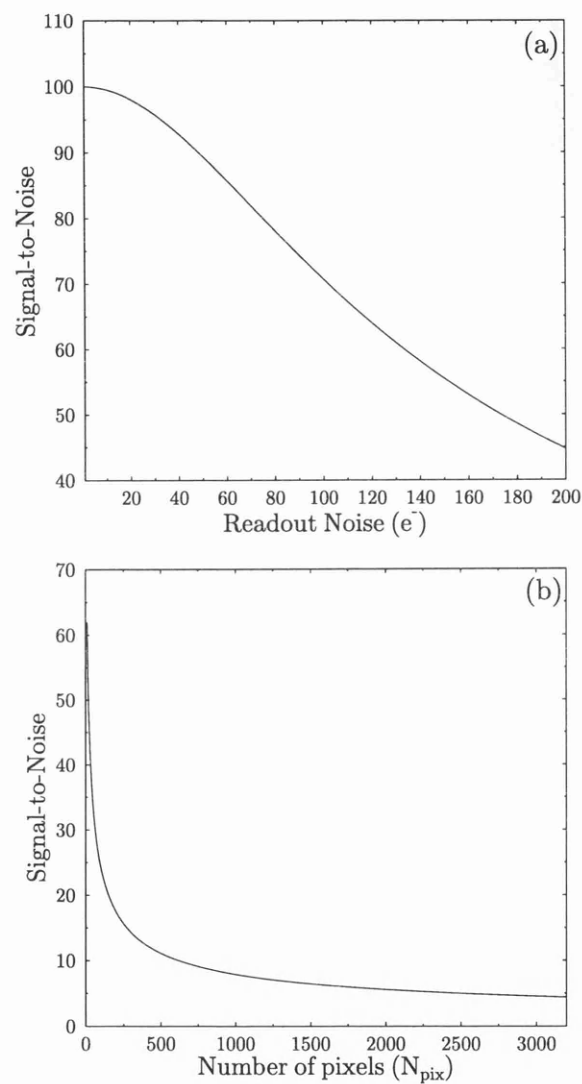 (a)
110
100
90
80
70
60
50
40
Signal-to-Noise
20 40 60 80 100 120 140 160 180 200
Readout Noise (e⁻)
(b)
70
60
50
40
30
20
10
0
Signal-to-Noise
0 500 1000 1500 2000 2500 3000
Number of pixels (N_pix)